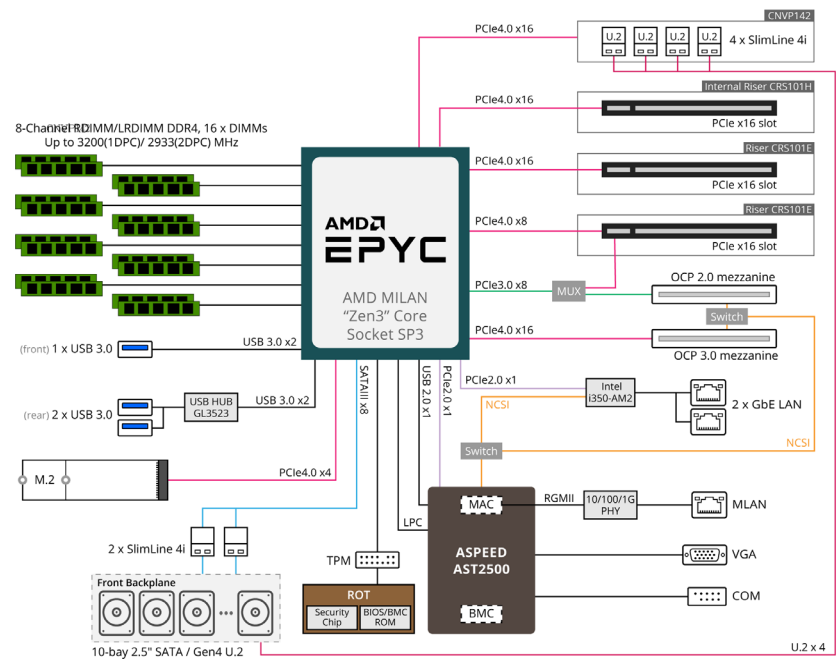 CNVP142
PCIe4.0 x16
U.2 U.2 U.2 U.2
4 x SlimLine 4i
Internal Riser CRS101H
PCIe4.0 x16
PCIe x16 slot
8-Channel RDIMM/LRDIMM DDR4, 16 x DIMMs
Up to 3200(1DPC)/ 2933(2DPC) MHz
Riser CRS101E
PCIe4.0 x16
PCIe x16 slot
Riser CRS101E
PCIe4.0 x8
PCIe x16 slot
AMD
EPYC
AMD MILAN
“Zen3” Core
Socket SP3
PCIe3.0 x8
MUX
OCP 2.0 mezzanine
Switch
PCIe4.0 x16
OCP 3.0 mezzanine
(front) 1 x USB 3.0
USB 3.0 x2
(rear) 2 x USB 3.0
USB HUB
GL3523
USB 3.0 x2
SATAIII x8
USB 2.0 x1
PCIe2.0 x1
PCIe2.0 x1
Intel
i350-AM2
2 x GbE LAN
NCSI
NCSI
Switch
M.2
PCIe4.0 x4
MAC
RGMII
10/100/1G
PHY
MLAN
LPC
2 x SlimLine 4i
TPM
ASPEED
AST2500
VGA
Front Backplane
ROT
Security
Chip
BIOS/BMC
ROM
BMC
COM
10-bay 2.5" SATA / Gen4 U.2
U.2 x 4